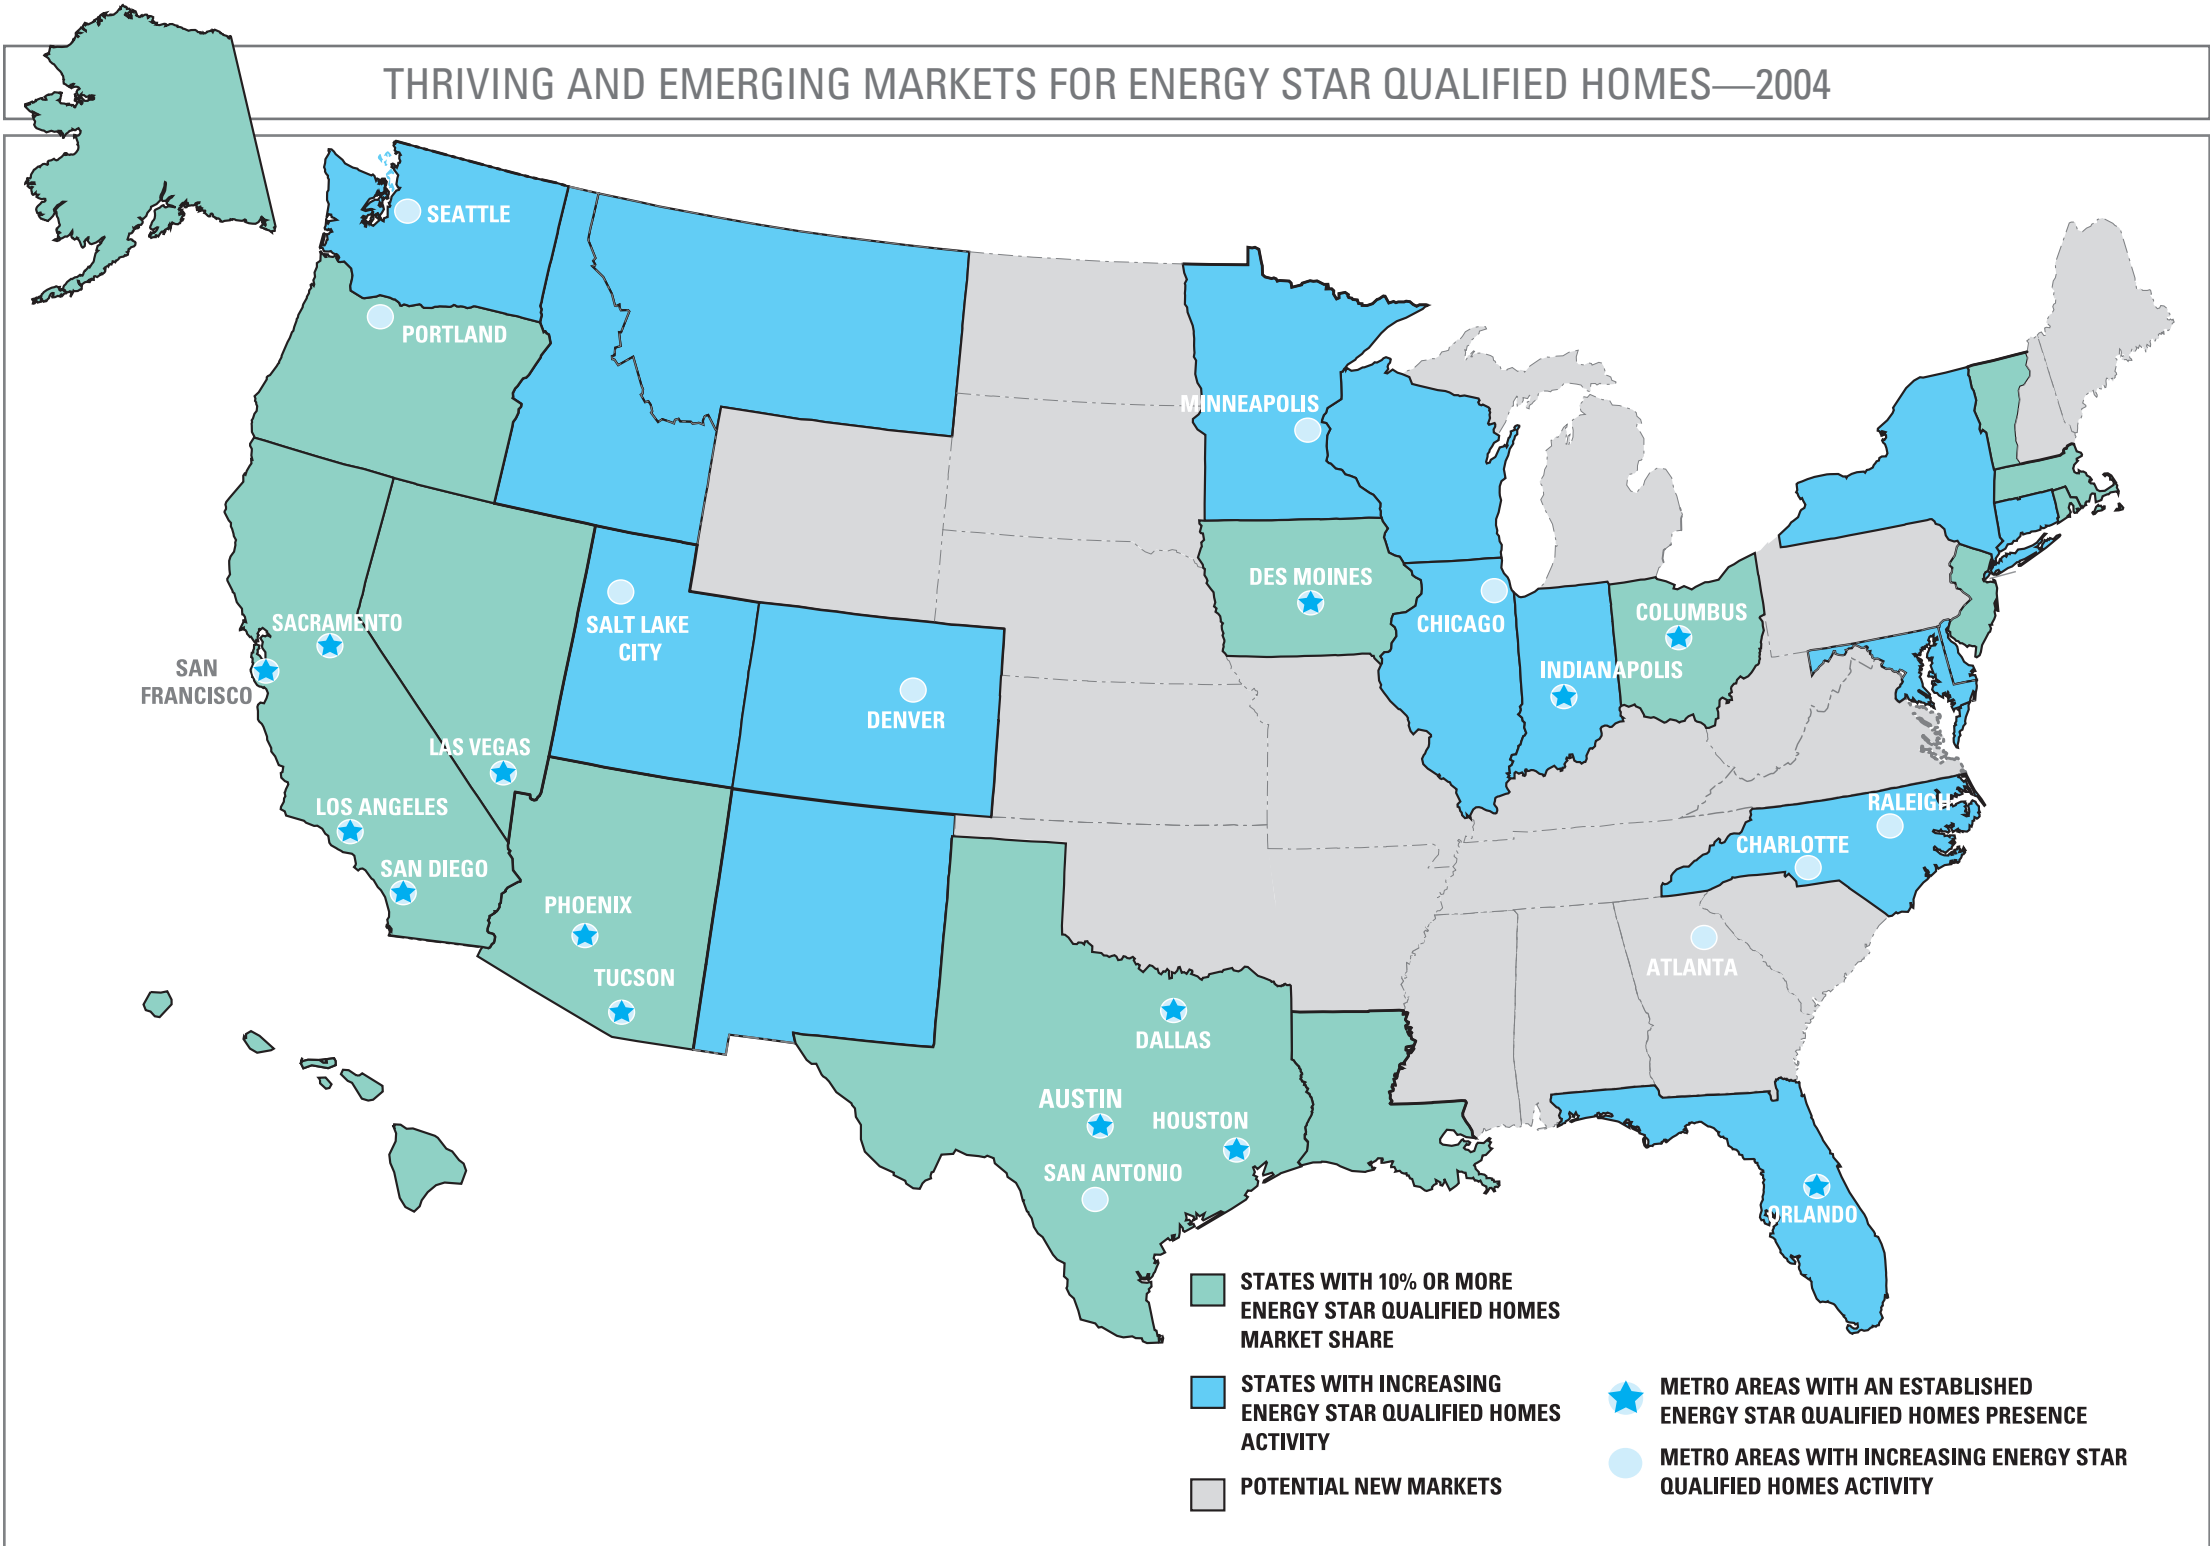 THRIVING AND EMERGING MARKETS FOR ENERGY STAR QUALIFIED HOMES—2004
SEATTLE
PORTLAND
MINNEAPOLIS
DES MOINES
COLUMBUS
SACRAMENTO
SALT LAKE
CITY
CHICAGO
SAN
FRANCISCO
INDIANAPOLIS
DENVER
LAS VEGAS
LOS ANGELES
RALEIGH
CHARLOTTE
SAN DIEGO
PHOENIX
ATLANTA
TUCSON
DALLAS
AUSTIN
HOUSTON
SAN ANTONIO
ORLANDO
STATES WITH 10% OR MORE
ENERGY STAR QUALIFIED HOMES
MARKET SHARE
STATES WITH INCREASING
ENERGY STAR QUALIFIED HOMES
ACTIVITY
POTENTIAL NEW MARKETS
METRO AREAS WITH AN ESTABLISHED
ENERGY STAR QUALIFIED HOMES PRESENCE
METRO AREAS WITH INCREASING ENERGY STAR
QUALIFIED HOMES ACTIVITY